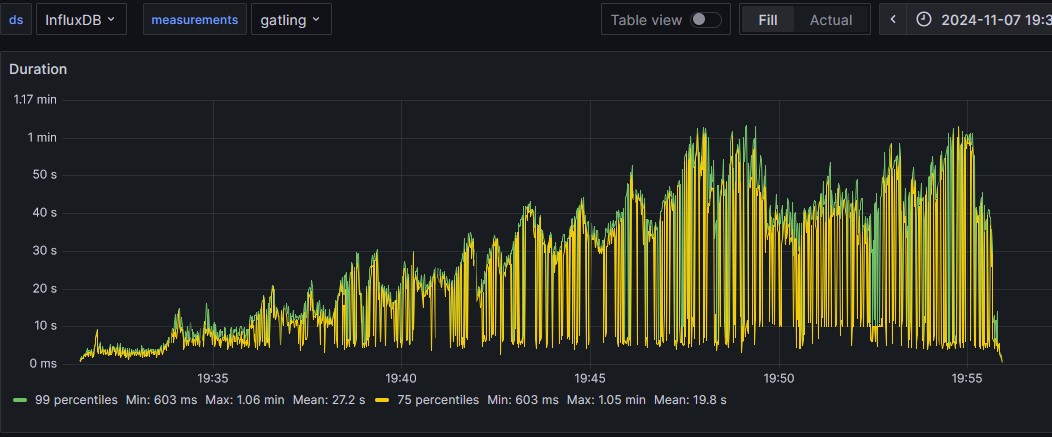 ds InfluxDB measurements gatling Table view Fill Actual 2024-11-07 19:3
Duration
1.17 min
1 min
50 s
40 s
30 s
20 s
10 s
0 ms
19:35 19:40 19:45 19:50 19:55
99 percentiles Min: 603 ms Max: 1.06 min Mean: 27.2 s 75 percentiles Min: 603 ms Max: 1.05 min Mean: 19.8 s